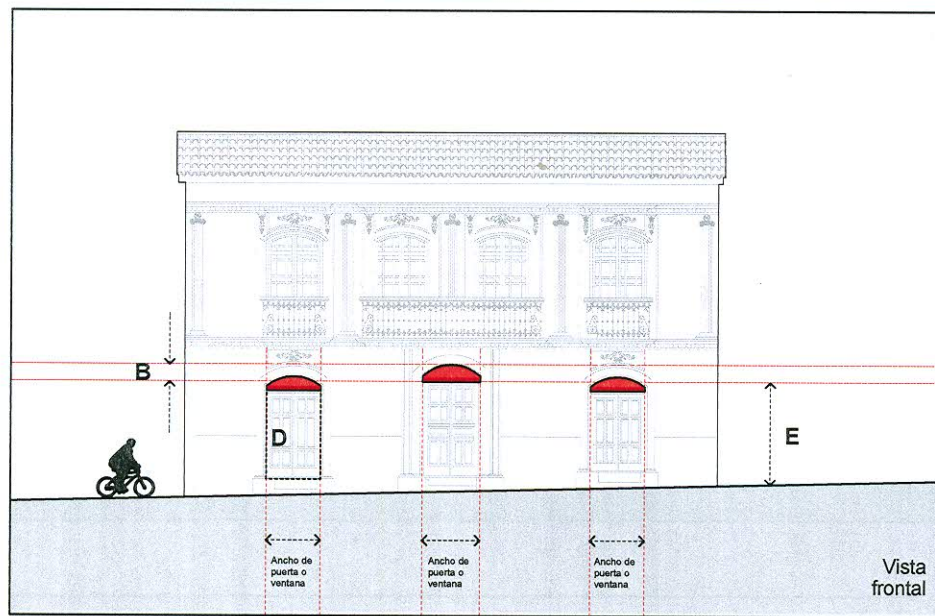 B
D
E
Ancho de
puerta o
ventana
Ancho de
puerta o
ventana
Ancho de
puerta o
ventana
Vista
frontal